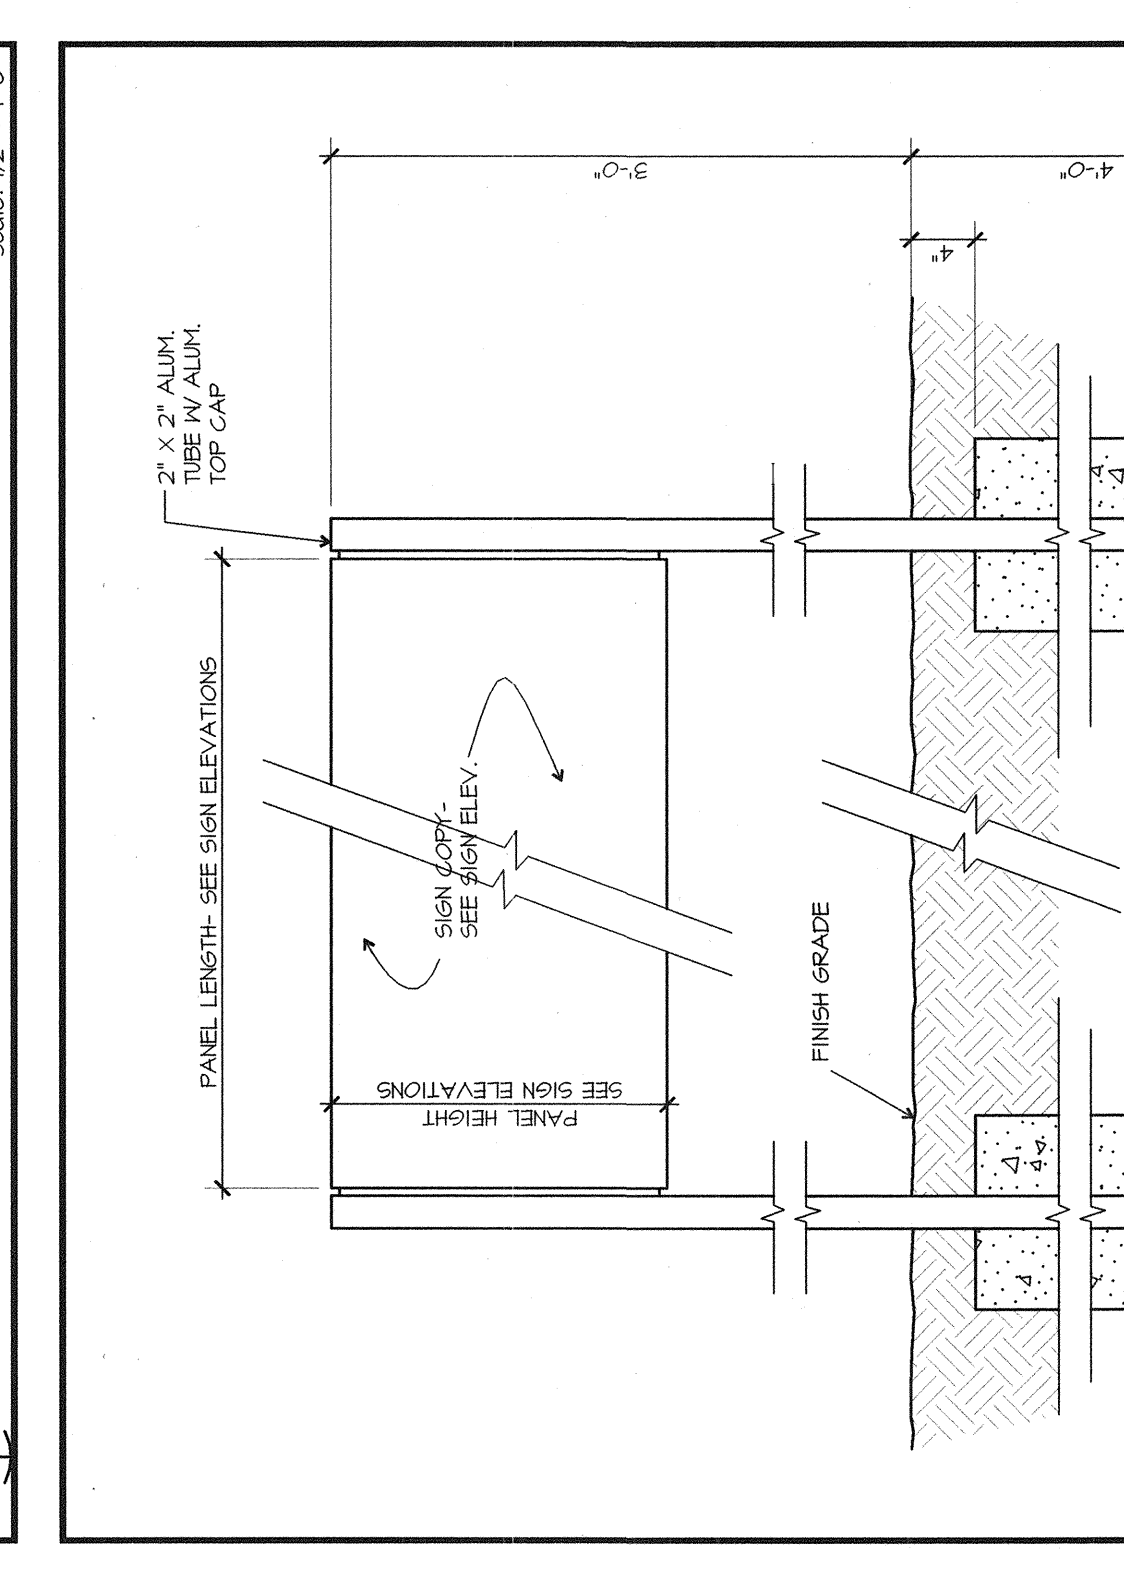 2" X 2" ALUM.
TUBE W/ ALUM.
TOP CAP
3'-0"
4'-0"
4"
PANEL LENGTH- SEE SIGN ELEVATIONS
SIGN COPY-
SEE SIGN ELEV.
PANEL HEIGHT
SEE SIGN ELEVATIONS
FINISH GRADE